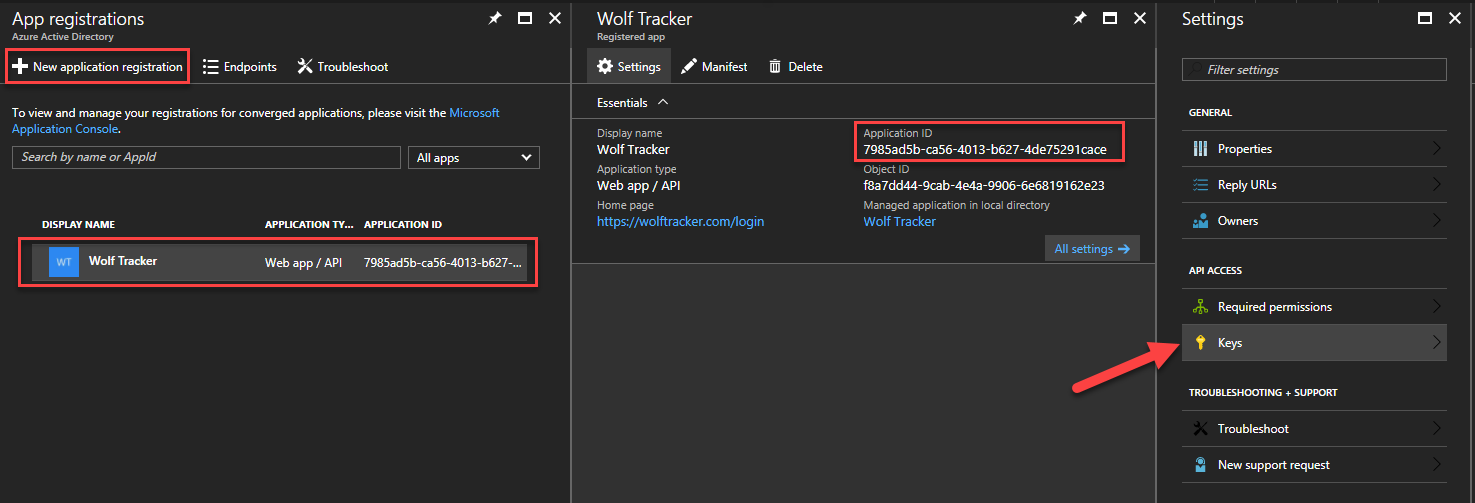 App registrations
Azure Active Directory
New application registration
Endpoints
Troubleshoot
To view and manage your registrations for converged applications, please visit the Microsoft
Application Console.
Search by name or AppId
All apps
DISPLAY NAME
APPLICATION TY...
APPLICATION ID
WT
Wolf Tracker
Web app / API
7985ad5b-ca56-4013-b627-...
Wolf Tracker
Registered app
Settings
Manifest
Delete
Essentials
Display name
Wolf Tracker
Application type
Web app / API
Home page
https://wolftracker.com/login
Application ID
7985ad5b-ca56-4013-b627-4de75291cace
Object ID
f8a7dd44-9cab-4e4a-9906-6e6819162e23
Managed application in local directory
Wolf Tracker
All settings
Settings
Filter settings
GENERAL
Properties
Reply URLs
Owners
API ACCESS
Required permissions
Keys
TROUBLESHOOTING + SUPPORT
Troubleshoot
New support request